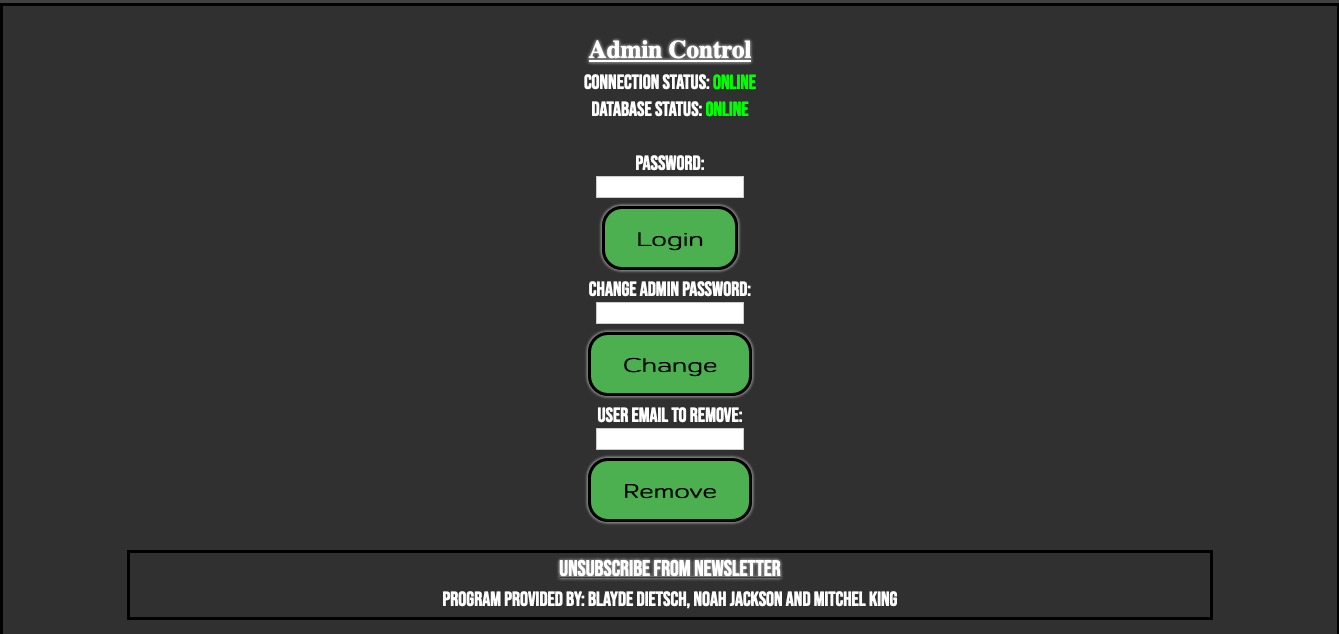 Admin Control
CONNECTION STATUS: ONLINE
DATABASE STATUS: ONLINE
PASSWORD:
Login
CHANGE ADMIN PASSWORD:
Change
USER EMAIL TO REMOVE:
Remove
UNSUBSCRIBE FROM NEWSLETTER
PROGRAM PROVIDED BY: BLAYDE DIETSCH, NOAH JACKSON AND MITCHEL KING